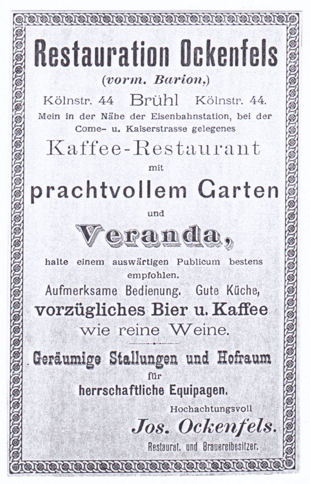 Restauration Ockenfels
(vorm. Barion,)
Kölnstr. 44 Brühl Kölnstr. 44.
Mein in der Nähe der Eisenbahnstation, bei der
Come- u. Kaiserstrasse gelegenes
Kaffee-Restaurant
mit
prachtvollem Garten
und
Veranda,
halte einem auswärtigen Publicum bestens
empfohlen.
Aufmerksame Bedienung. Gute Küche,
vorzügliches Bier u. Kaffee
wie reine Weine.
Geräumige Stallungen und Hofraum
für
herrschaftliche Equipagen.
Hochachtungsvoll
Jos. Ockenfels.
Restaurat. und Brauereibesitzer.